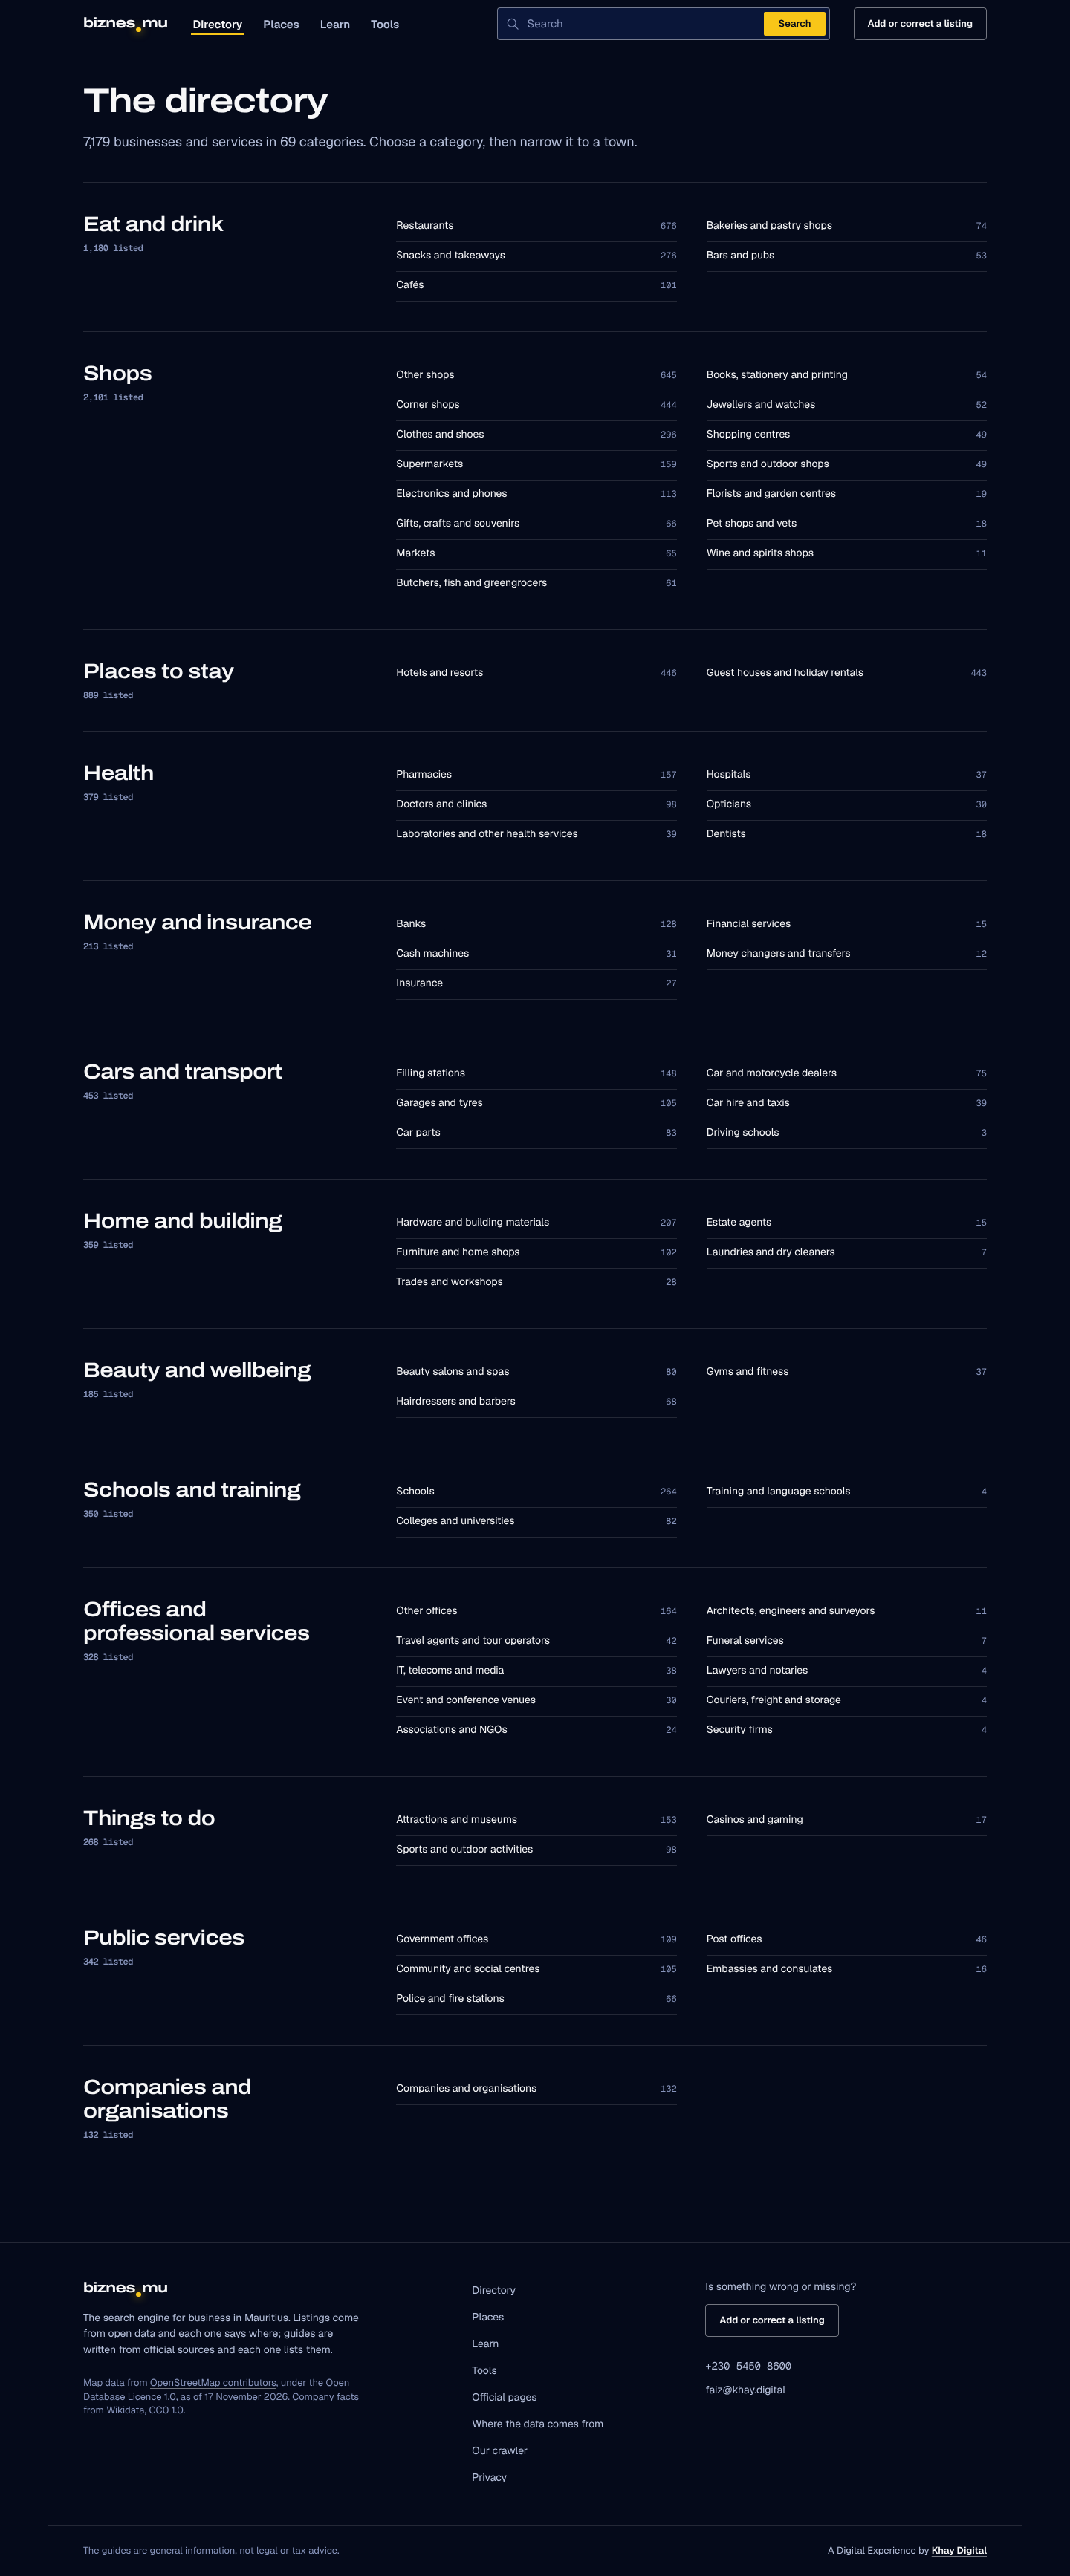 biznes.mu Directory Places Learn Tools Search Search Add or correct a listing
The directory
7,179 businesses and services in 69 categories. Choose a category, then narrow it to a town.
Eat and drink
1,180 listed
Restaurants 676
Snacks and takeaways 276
Cafés 101
Bakeries and pastry shops 74
Bars and pubs 53
Shops
2,101 listed
Other shops 645
Corner shops 444
Clothes and shoes 296
Supermarkets 159
Electronics and phones 113
Gifts, crafts and souvenirs 66
Markets 65
Butchers, fish and greengrocers 61
Books, stationery and printing 54
Jewellers and watches 52
Shopping centres 49
Sports and outdoor shops 49
Florists and garden centres 19
Pet shops and vets 18
Wine and spirits shops 11
Places to stay
889 listed
Hotels and resorts 446
Guest houses and holiday rentals 443
Health
379 listed
Pharmacies 157
Doctors and clinics 98
Laboratories and other health services 39
Hospitals 37
Opticians 30
Dentists 18
Money and insurance
213 listed
Banks 128
Cash machines 31
Insurance 27
Financial services 15
Money changers and transfers 12
Cars and transport
453 listed
Filling stations 148
Garages and tyres 105
Car parts 83
Car and motorcycle dealers 75
Car hire and taxis 39
Driving schools 3
Home and building
359 listed
Hardware and building materials 207
Furniture and home shops 102
Trades and workshops 28
Estate agents 15
Laundries and dry cleaners 7
Beauty and wellbeing
185 listed
Beauty salons and spas 80
Hairdressers and barbers 68
Gyms and fitness 37
Schools and training
350 listed
Schools 264
Colleges and universities 82
Training and language schools 4
Offices and
professional services
328 listed
Other offices 164
Travel agents and tour operators 42
IT, telecoms and media 38
Event and conference venues 30
Associations and NGOs 24
Architects, engineers and surveyors 11
Funeral services 7
Lawyers and notaries 4
Couriers, freight and storage 4
Security firms 4
Things to do
268 listed
Attractions and museums 153
Sports and outdoor activities 98
Casinos and gaming 17
Public services
342 listed
Government offices 109
Community and social centres 105
Police and fire stations 66
Post offices 46
Embassies and consulates 16
Companies and
organisations
132 listed
Companies and organisations 132
biznes.mu
The search engine for business in Mauritius. Listings come
from open data and each one says where; guides are
written from official sources and each one lists them.
Map data from OpenStreetMap contributors, under the Open
Database Licence 1.0, as of 17 November 2026. Company facts
from Wikidata, CC0 1.0.
Directory
Places
Learn
Tools
Official pages
Where the data comes from
Our crawler
Privacy
Is something wrong or missing?
Add or correct a listing
+230 5450 8600
faiz@khay.digital
The guides are general information, not legal or tax advice.
A Digital Experience by Khay Digital